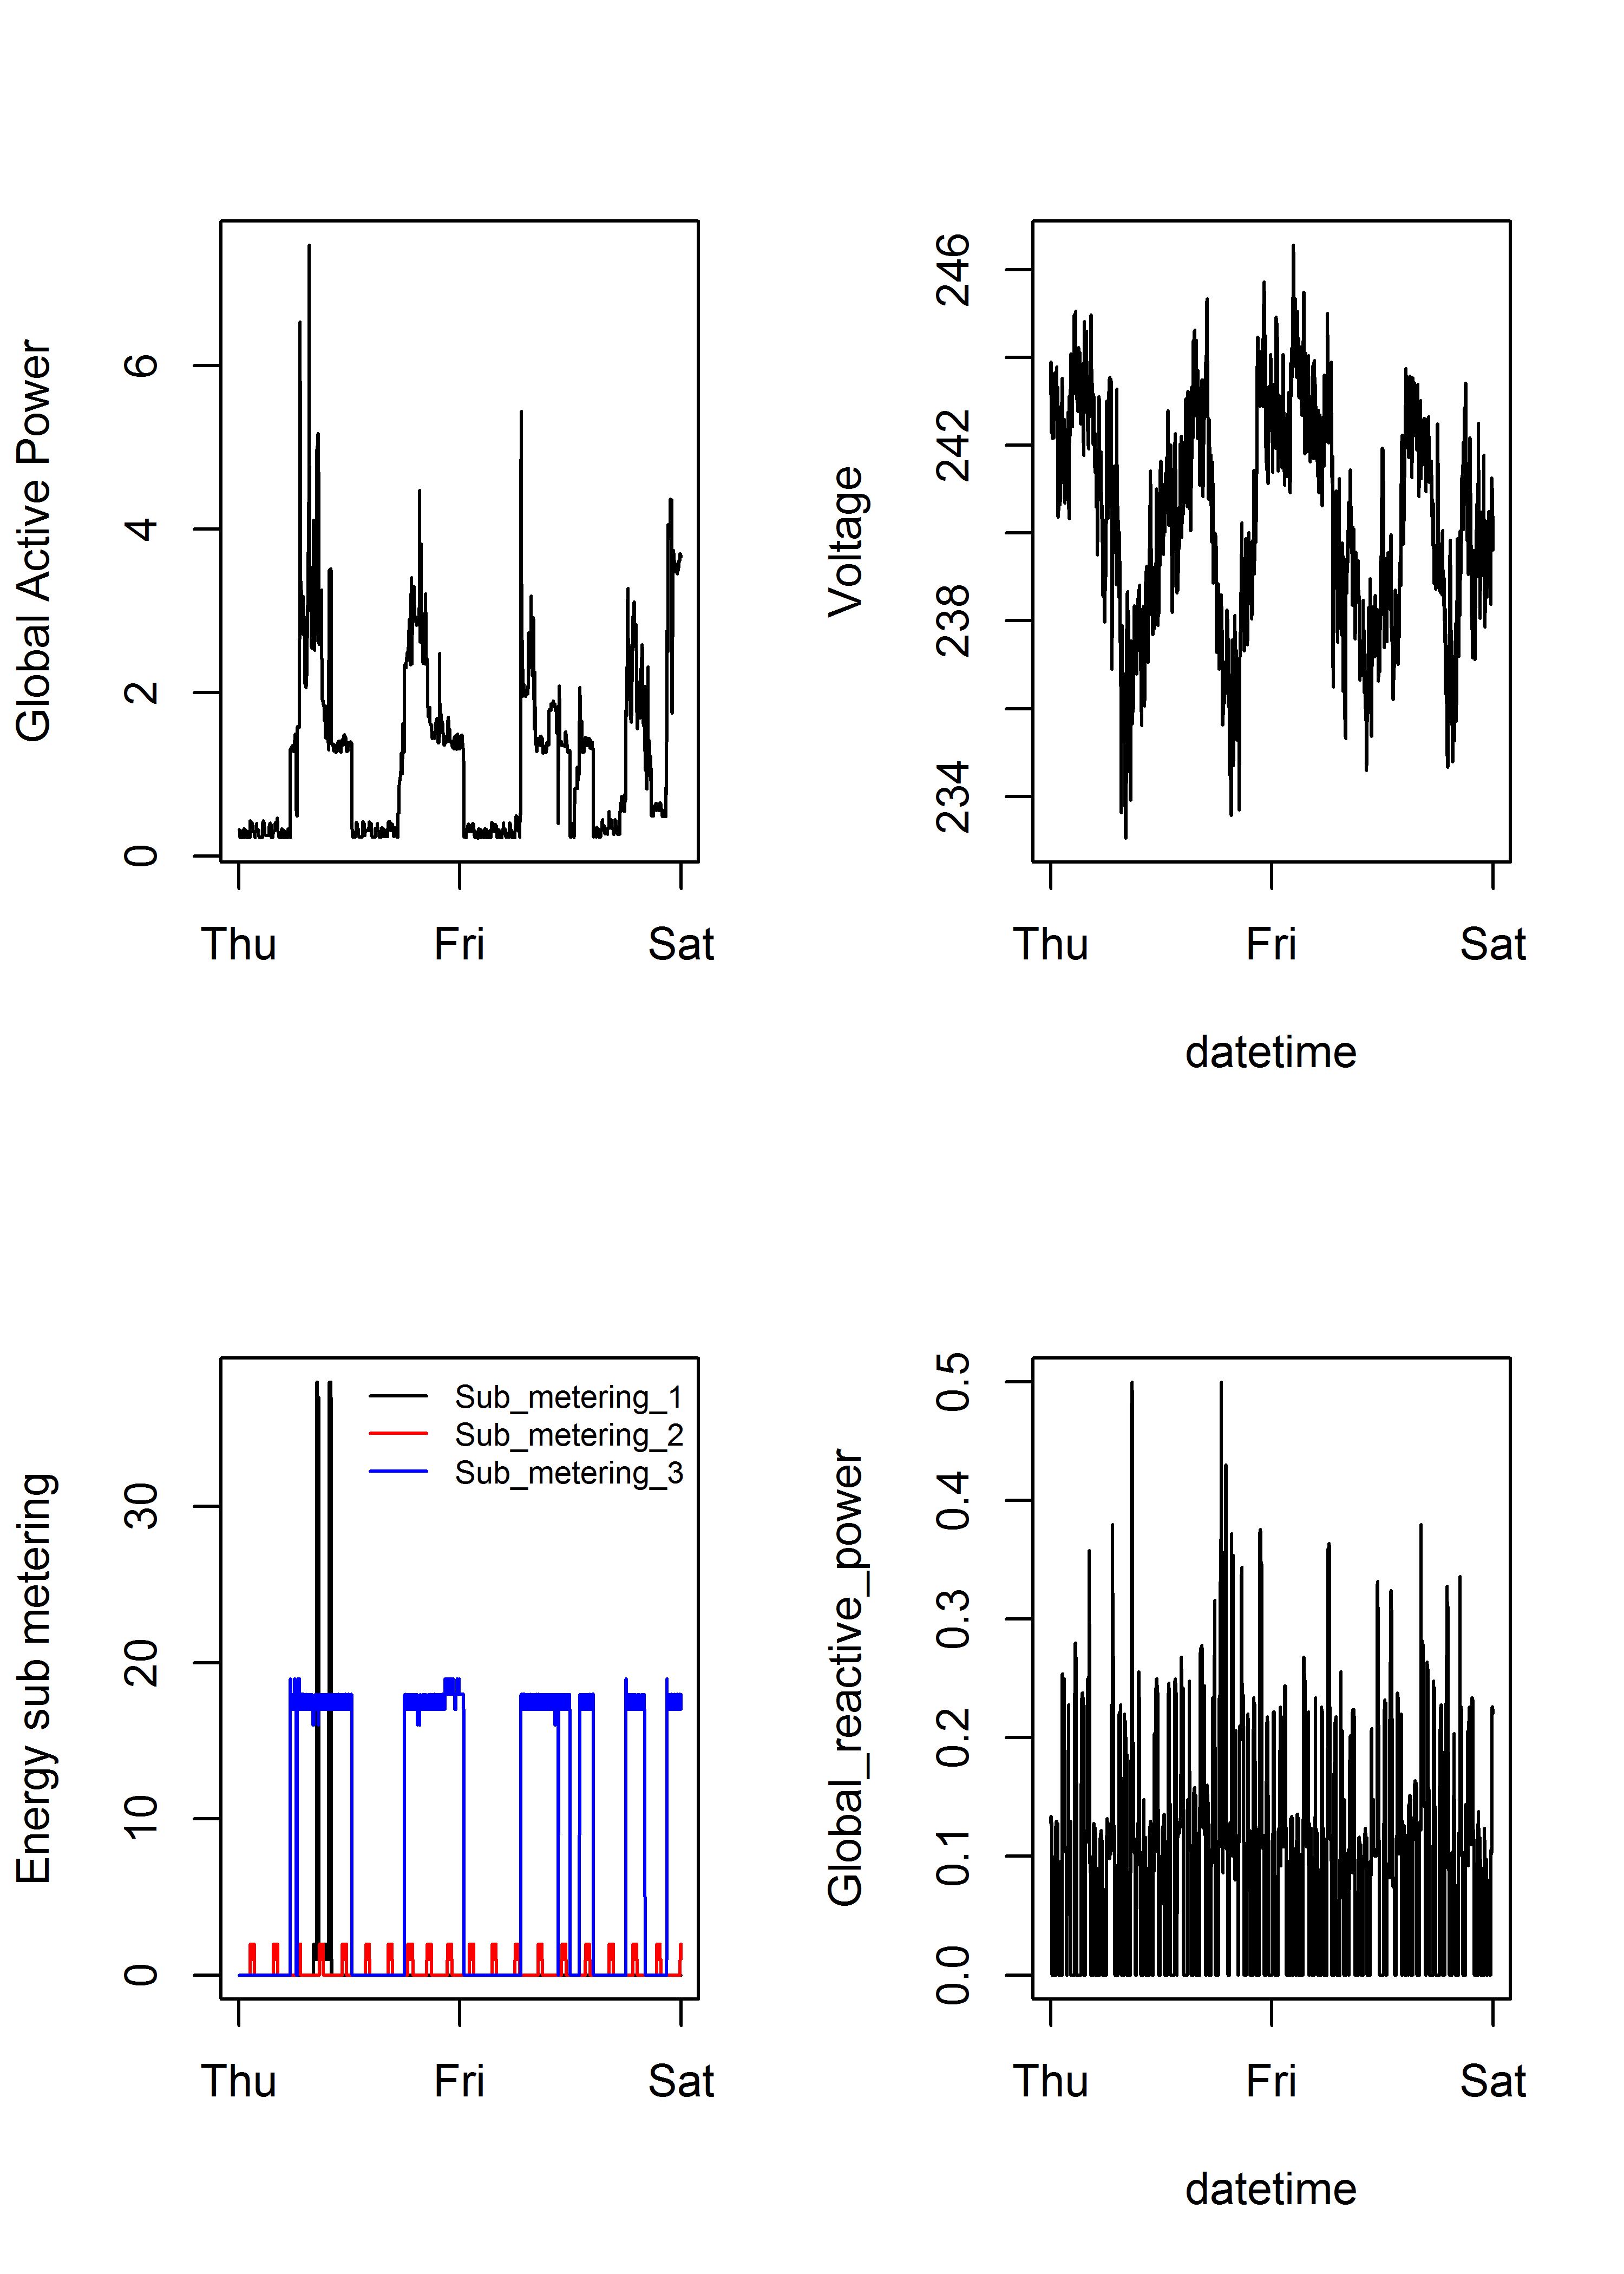 Global Active Power
6
4
2
0
Thu Fri Sat
Voltage
246
242
238
234
Thu Fri Sat
datetime
Energy sub metering
30
20
10
0
Sub_metering_1
Sub_metering_2
Sub_metering_3
Thu Fri Sat
Global_reactive_power
0.5
0.4
0.3
0.2
0.1
0.0
Thu Fri Sat
datetime